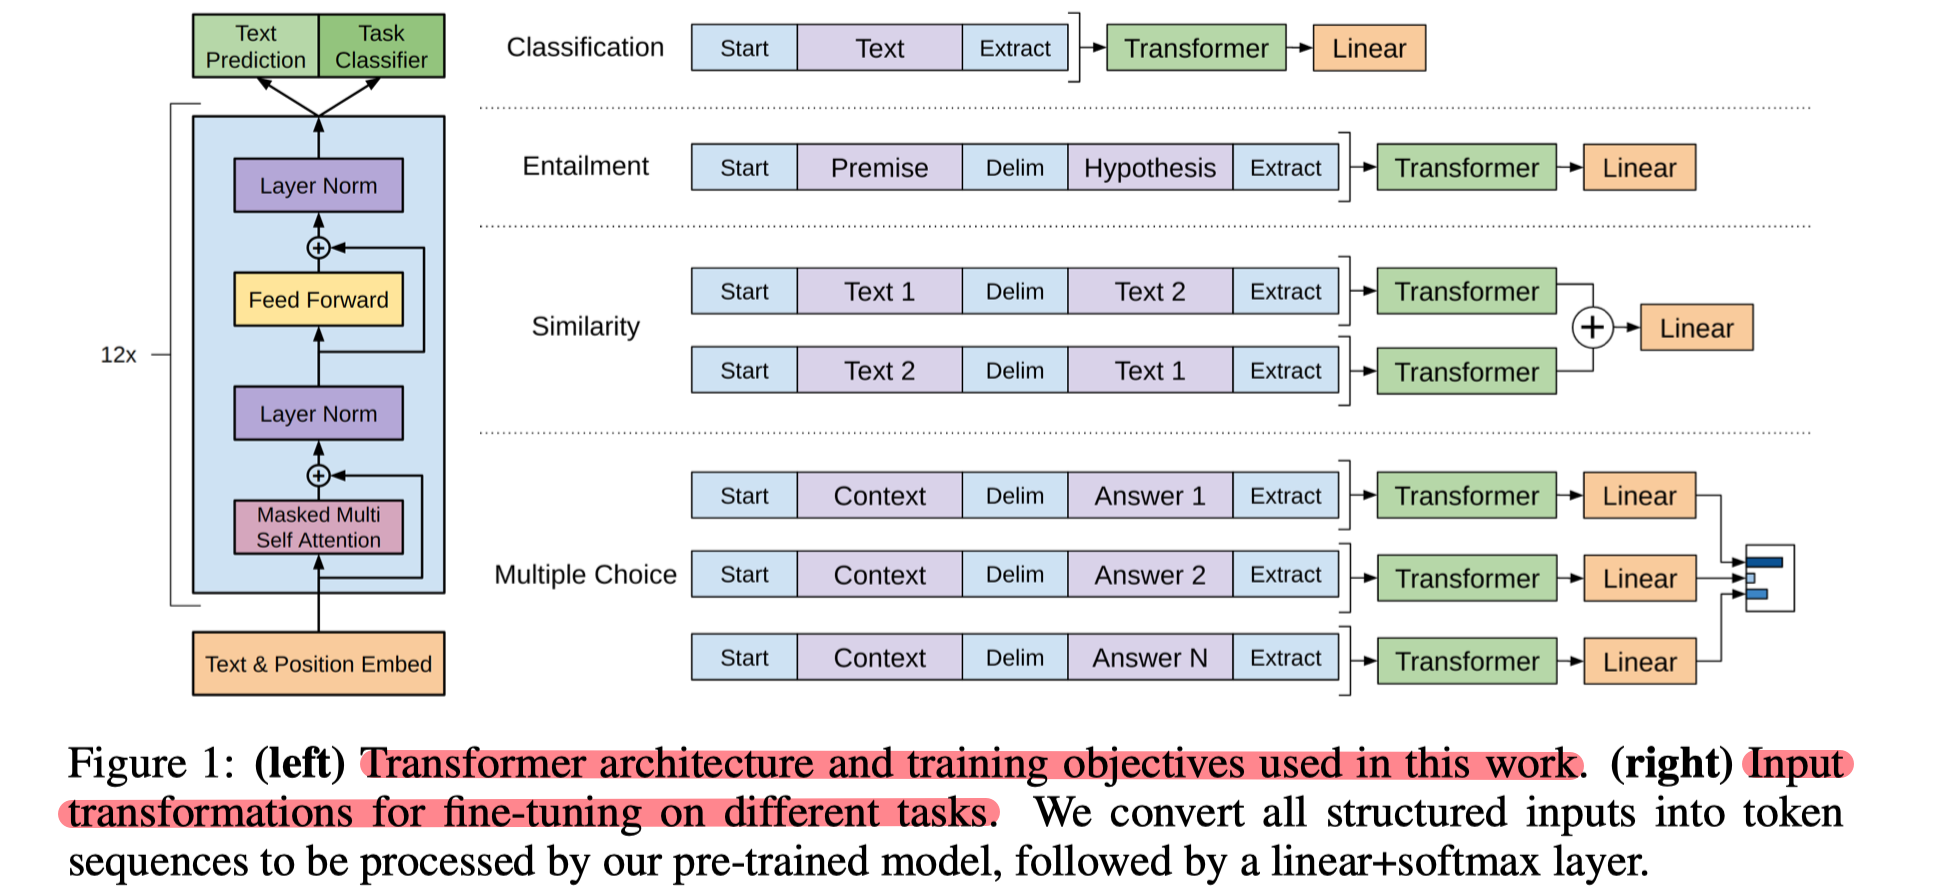 Text
Prediction
Task
Classifier
12x
Layer Norm
Feed Forward
Layer Norm
Masked Multi
Self Attention
Text & Position Embed
Classification
Start Text Extract Transformer Linear
Entailment
Start Premise Delim Hypothesis Extract Transformer Linear
Similarity
Start Text 1 Delim Text 2 Extract Transformer
Start Text 2 Delim Text 1 Extract Transformer
+ Linear
Multiple Choice
Start Context Delim Answer 1 Extract Transformer Linear
Start Context Delim Answer 2 Extract Transformer Linear
Start Context Delim Answer N Extract Transformer Linear
Figure 1: (left) Transformer architecture and training objectives used in this work. (right) Input
transformations for fine-tuning on different tasks. We convert all structured inputs into token
sequences to be processed by our pre-trained model, followed by a linear+softmax layer.